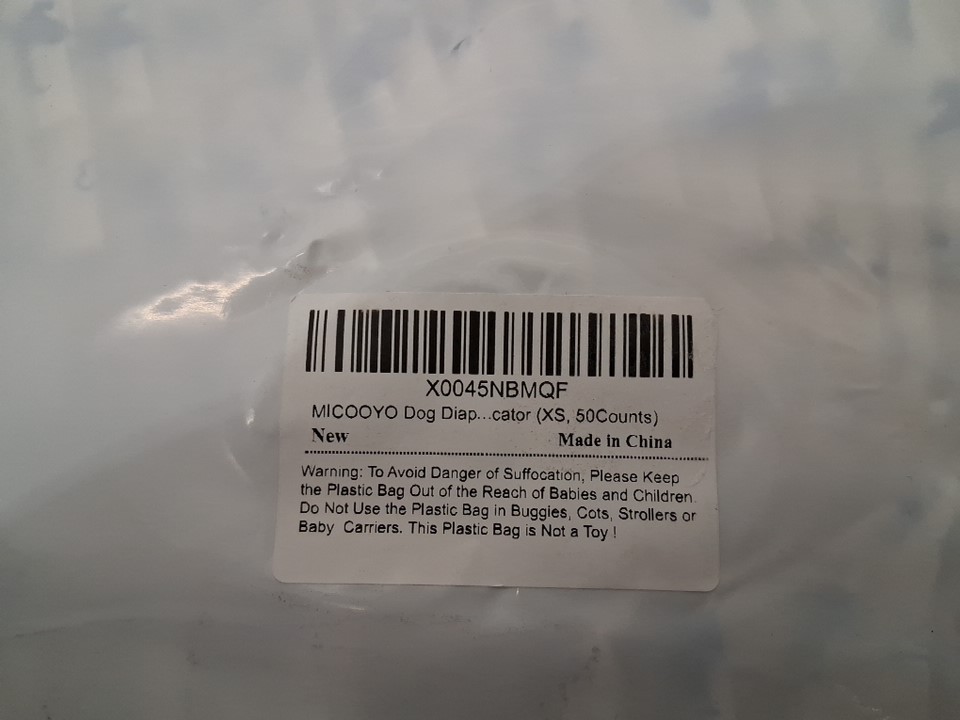 X0045NBMQF
MICOOYO Dog Diap...cator (XS, 50Counts)
New Made in China
Warning: To Avoid Danger of Suffocation, Please Keep
the Plastic Bag Out of the Reach of Babies and Children.
Do Not Use the Plastic Bag in Buggies, Cots, Strollers or
Baby Carriers. This Plastic Bag is Not a Toy !